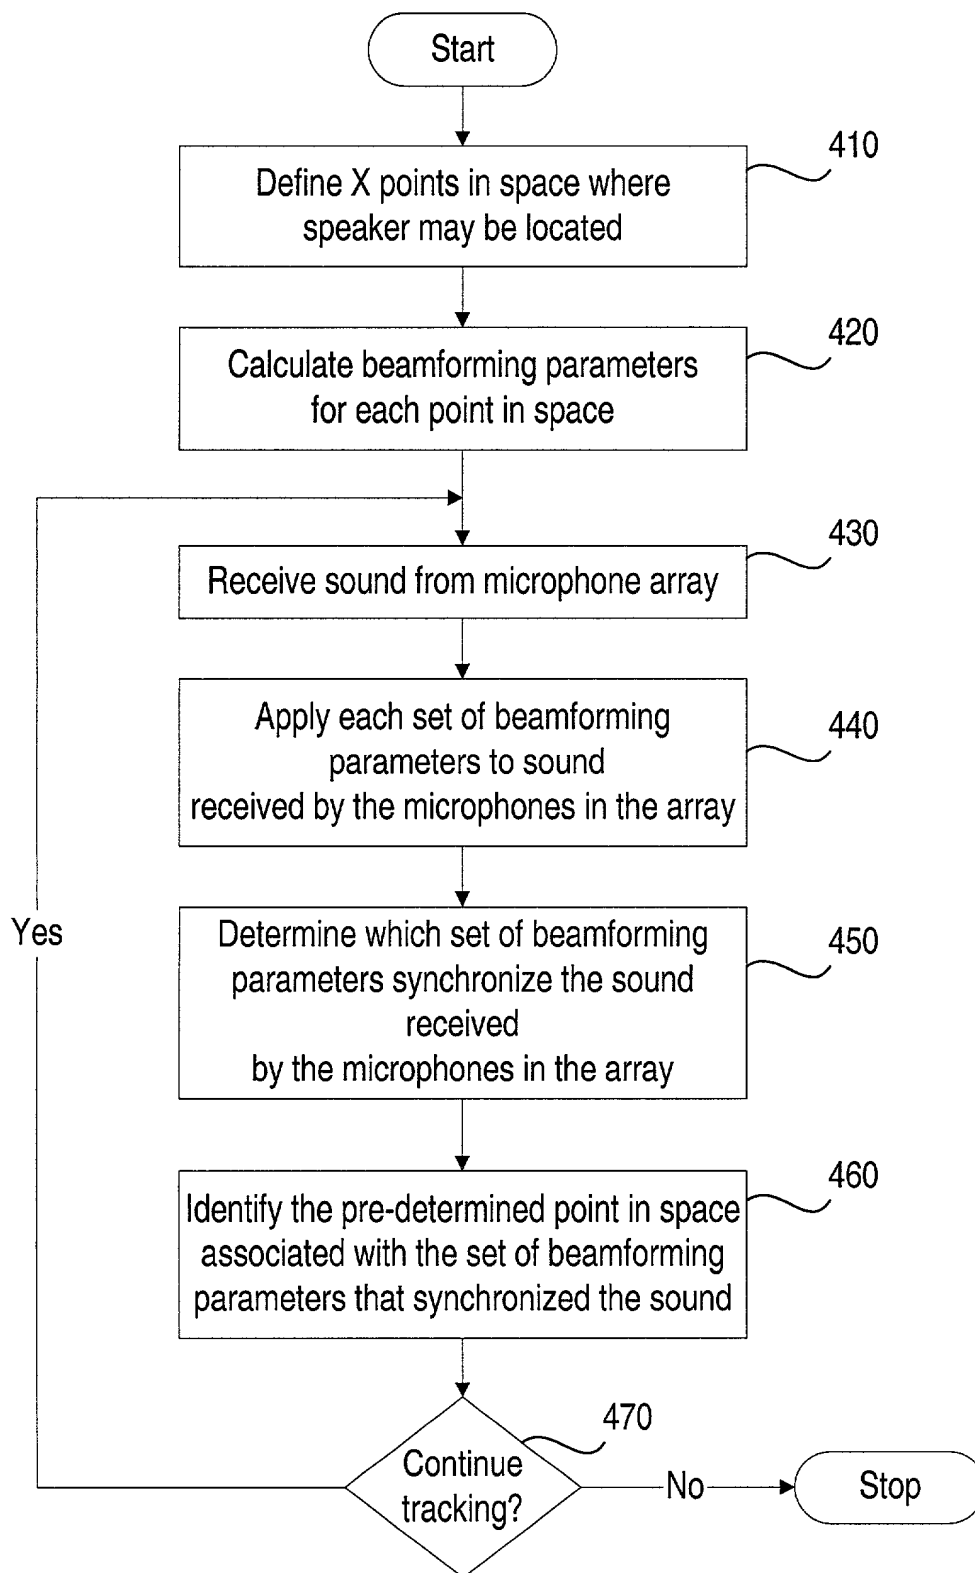 Start
410
Define X points in space where
speaker may be located
420
Calculate beamforming parameters
for each point in space
430
Receive sound from microphone array
440
Apply each set of beamforming
parameters to sound
received by the microphones in the array
Yes
450
Determine which set of beamforming
parameters synchronize the sound
received
by the microphones in the array
460
Identify the pre-determined point in space
associated with the set of beamforming
parameters that synchronized the sound
470
Continue
tracking?
No
Stop